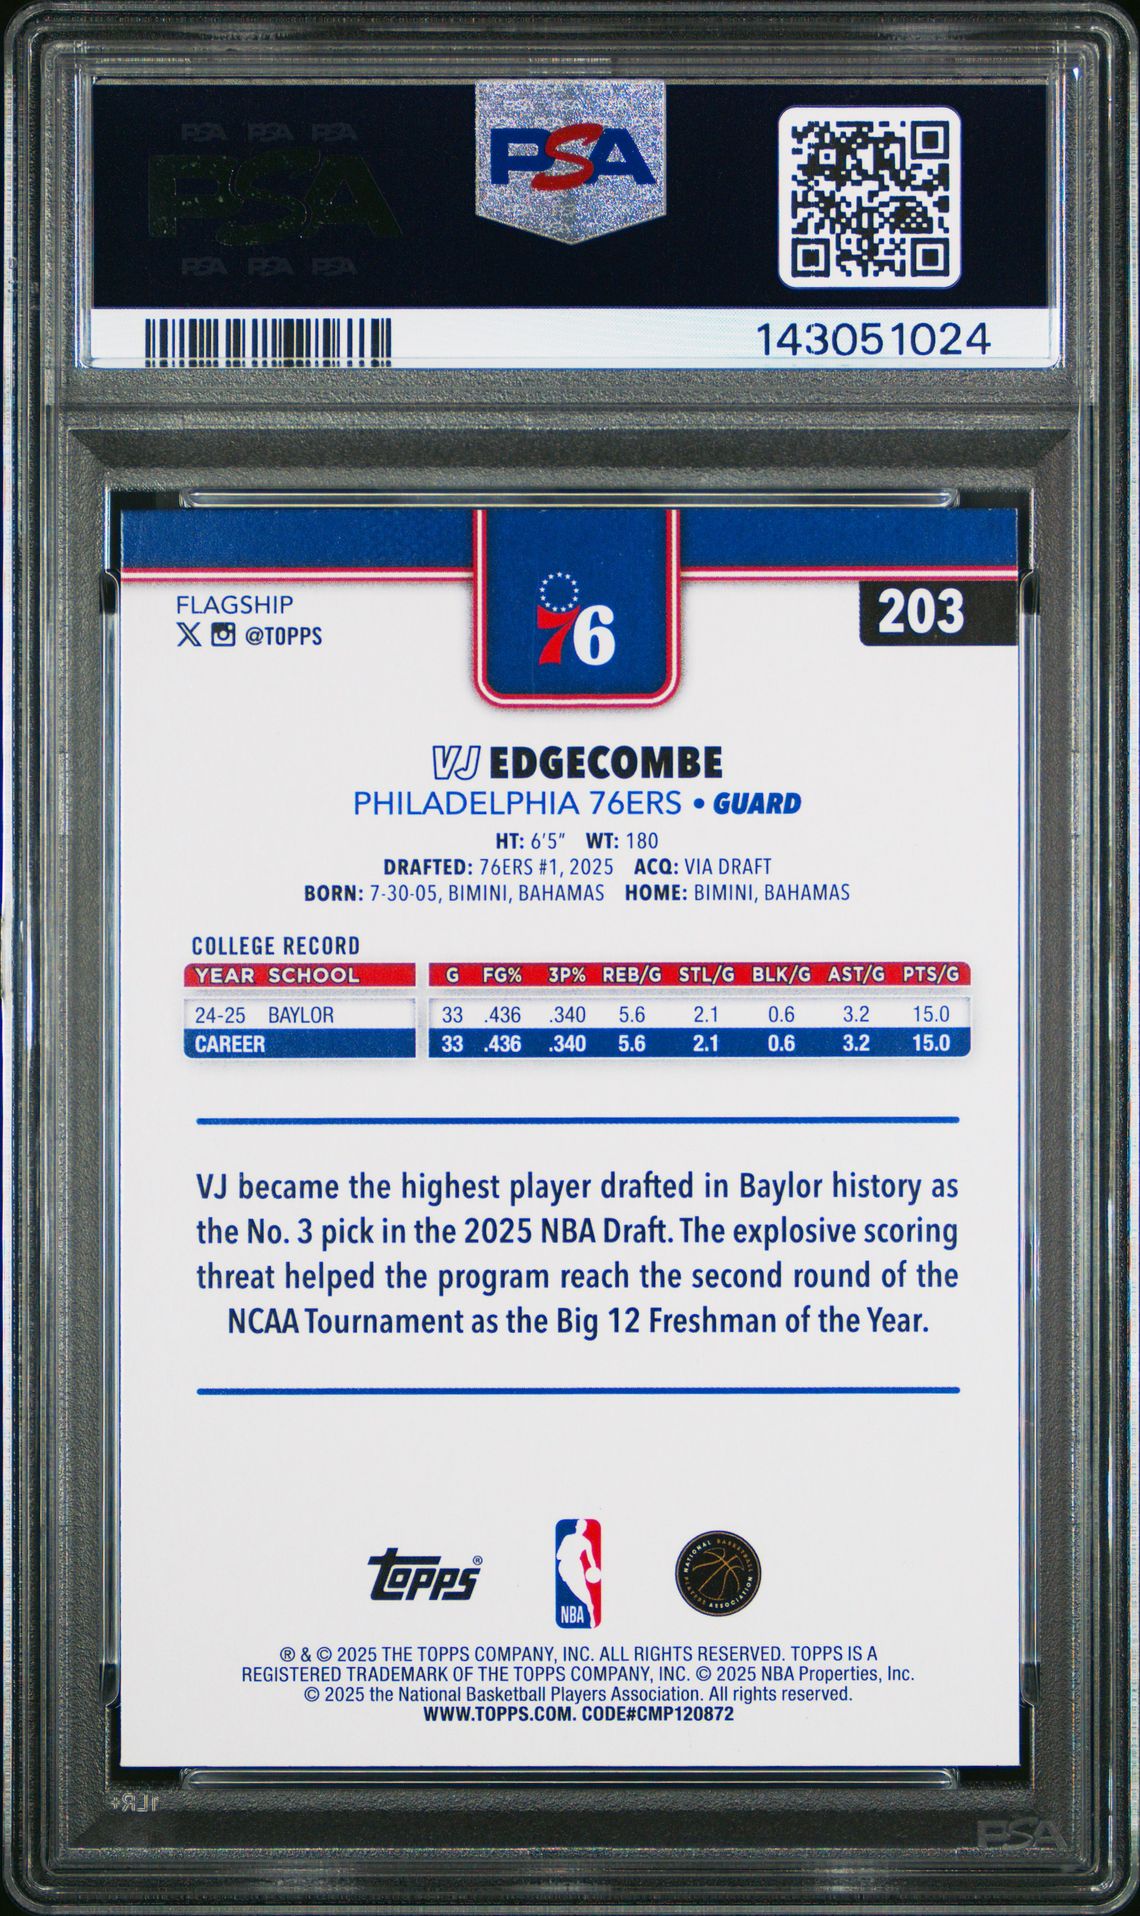 PSA PSA PSA
PSA
PSA PSA PSA
PSA
143051024
FLAGSHIP
@TOPPS
76
203
VJ EDGECOMBE
PHILADELPHIA 76ERS • GUARD
HT: 6'5" WT: 180
DRAFTED: 76ERS #1, 2025 ACQ: VIA DRAFT
BORN: 7-30-05, BIMINI, BAHAMAS HOME: BIMINI, BAHAMAS
COLLEGE RECORD
YEAR SCHOOL G FG% 3P% REB/G STL/G BLK/G AST/G PTS/G
24-25 BAYLOR 33 .436 .340 5.6 2.1 0.6 3.2 15.0
CAREER 33 .436 .340 5.6 2.1 0.6 3.2 15.0
VJ became the highest player drafted in Baylor history as
the No. 3 pick in the 2025 NBA Draft. The explosive scoring
threat helped the program reach the second round of the
NCAA Tournament as the Big 12 Freshman of the Year.
Topps®
NBA
NATIONAL BASKETBALL PLAYERS ASSOCIATION
® & © 2025 THE TOPPS COMPANY, INC. ALL RIGHTS RESERVED. TOPPS IS A
REGISTERED TRADEMARK OF THE TOPPS COMPANY, INC. © 2025 NBA Properties, Inc.
© 2025 the National Basketball Players Association. All rights reserved.
WWW.TOPPS.COM. CODE#CMP120872
PSA